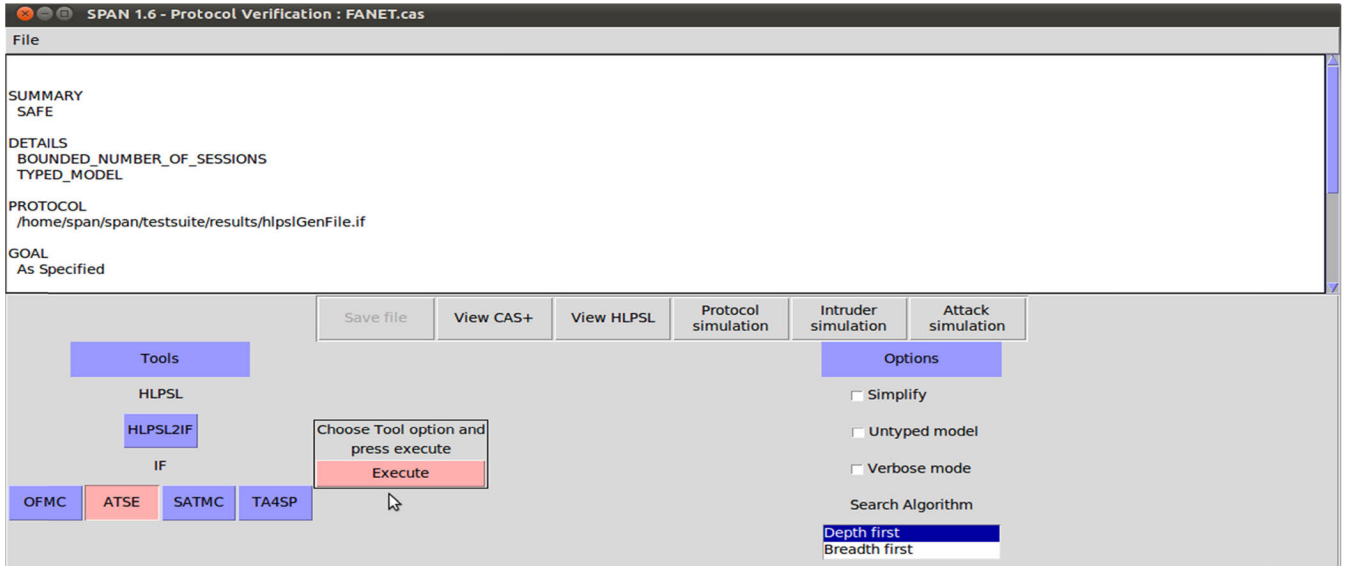 SPAN 1.6 - Protocol Verification : FANET.cas
File
SUMMARY
SAFE
DETAILS
BOUNDED_NUMBER_OF_SESSIONS
TYPED_MODEL
PROTOCOL
/home/span/span/testsuite/results/hlpslGenFile.if
GOAL
As Specified
Save file
View CAS+
View HLPSL
Protocol
simulation
Intruder
simulation
Attack
simulation
Tools
HLPSL
HLPSL2IF
IF
OFMC
ATSE
SATMC
TA4SP
Choose Tool option and
press execute
Execute
Options
Simplify
Untyped model
Verbose mode
Search Algorithm
Depth first
Breadth first